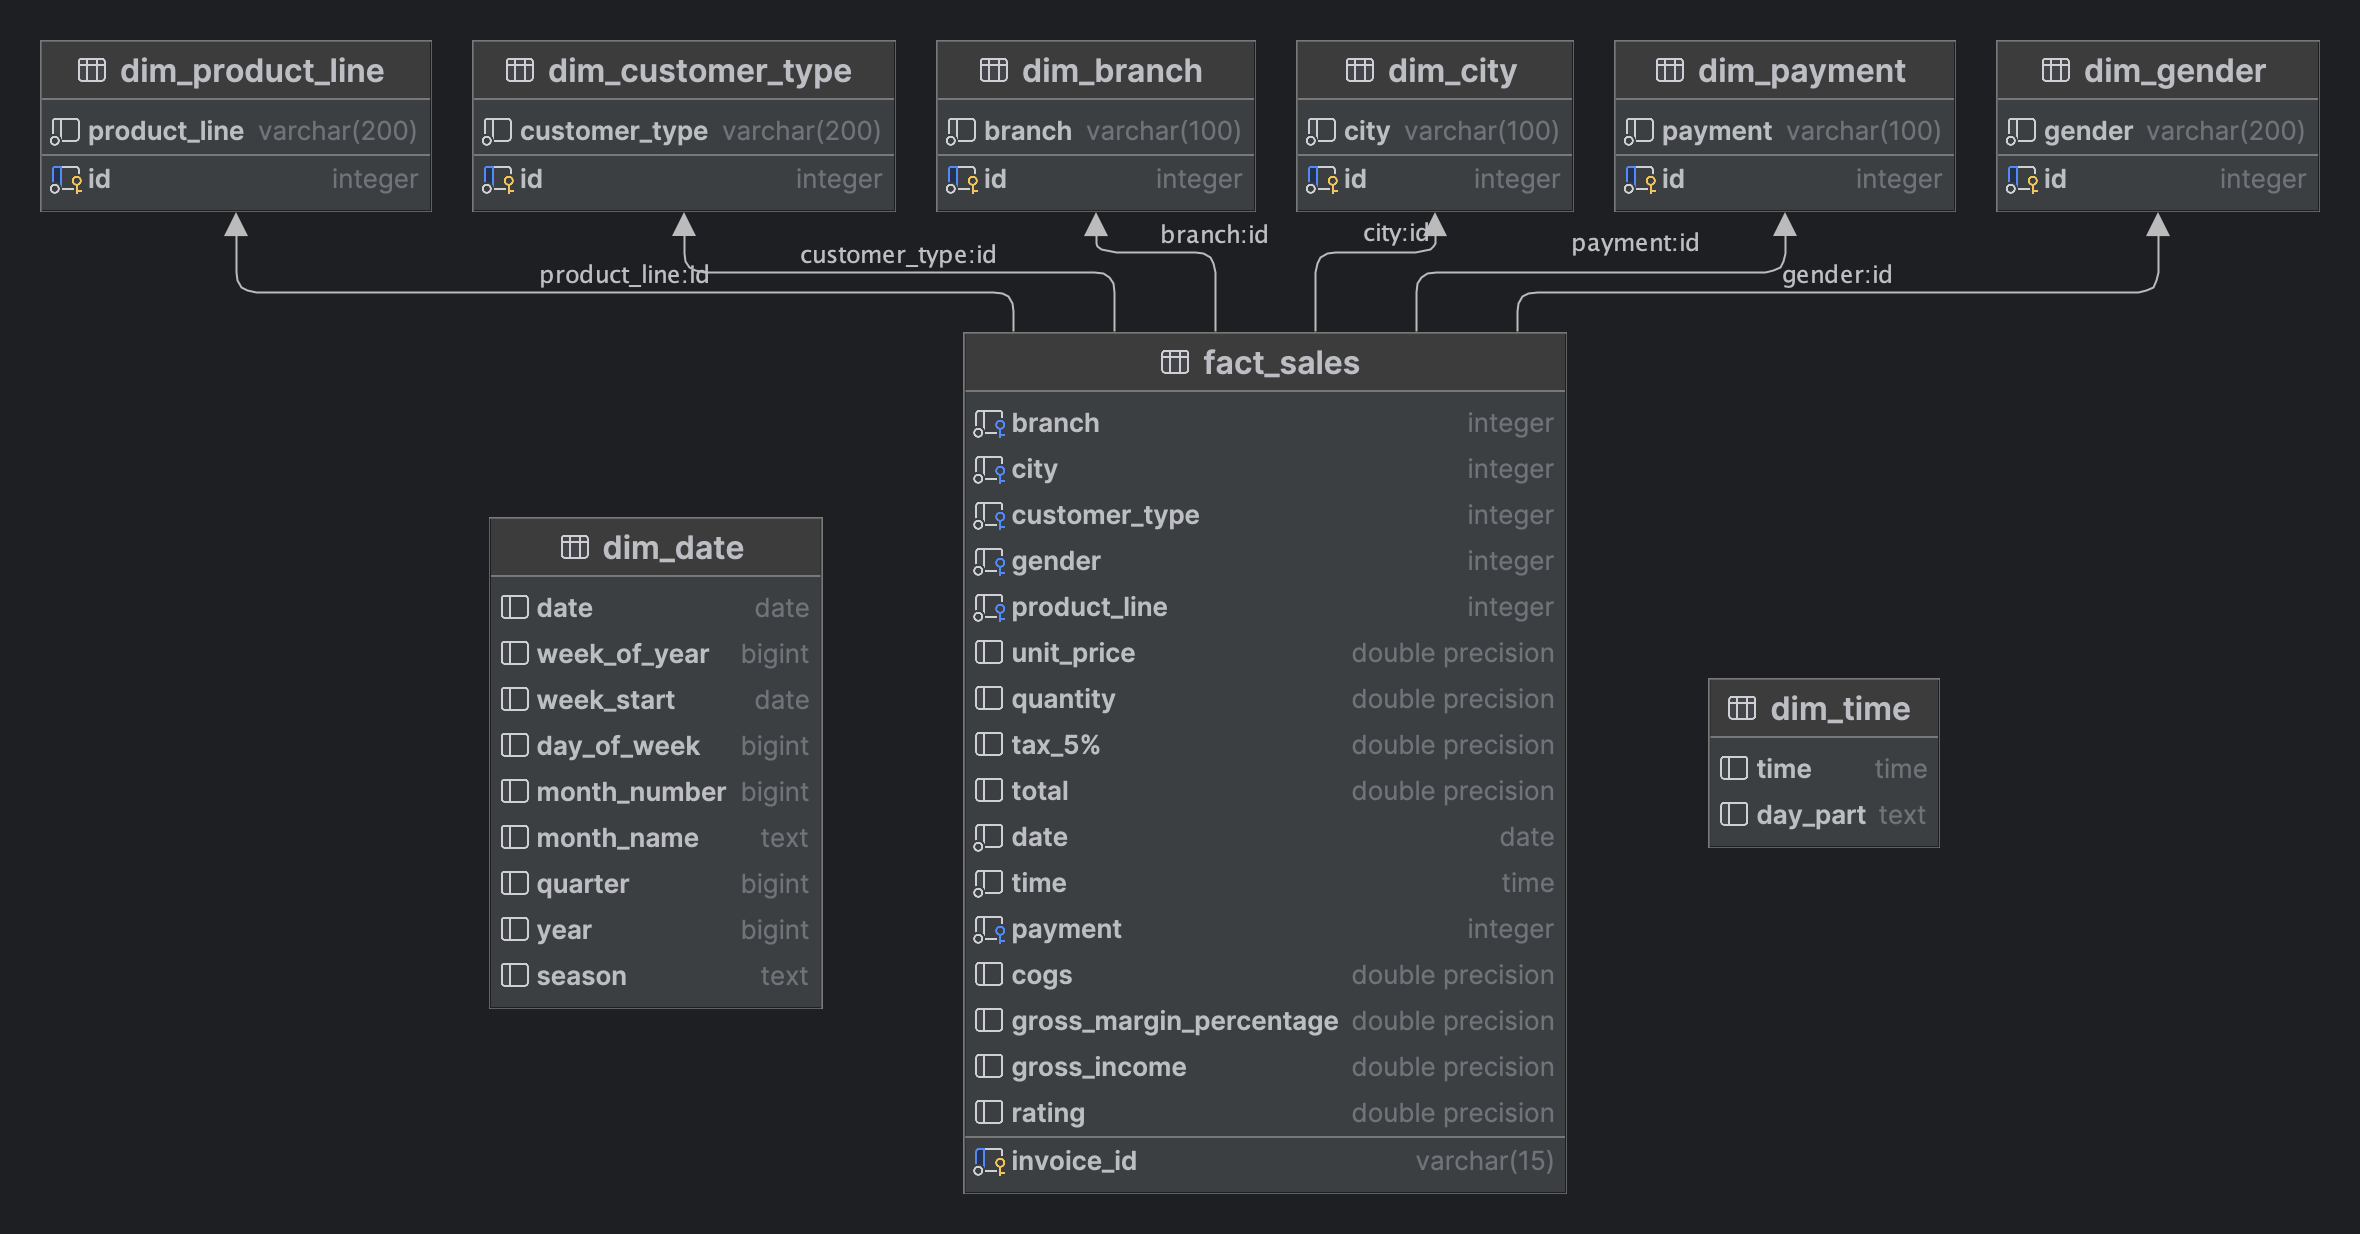 dim_product_line
product_line varchar(200)
id integer
dim_customer_type
customer_type varchar(200)
id integer
dim_branch
branch varchar(100)
id integer
dim_city
city varchar(100)
id integer
dim_payment
payment varchar(100)
id integer
dim_gender
gender varchar(200)
id integer
product_line:id
customer_type:id
branch:id
city:id
payment:id
gender:id
dim_date
date date
week_of_year bigint
week_start date
day_of_week bigint
month_number bigint
month_name text
quarter bigint
year bigint
season text
fact_sales
branch integer
city integer
customer_type integer
gender integer
product_line integer
unit_price double precision
quantity double precision
tax_5% double precision
total double precision
date date
time time
payment integer
cogs double precision
gross_margin_percentage double precision
gross_income double precision
rating double precision
invoice_id varchar(15)
dim_time
time time
day_part text